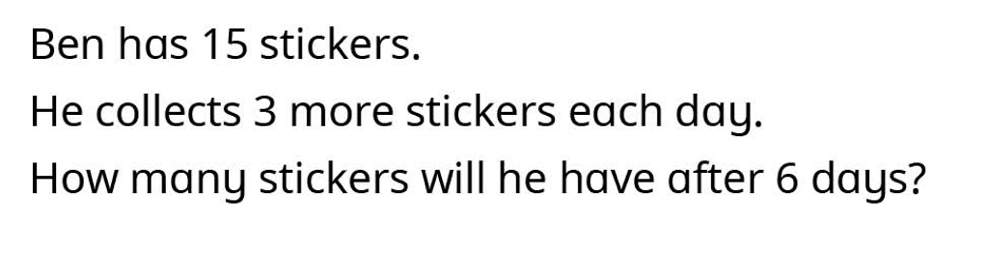 Ben has 15 stickers.
He collects 3 more stickers each day.
How many stickers will he have after 6 days?